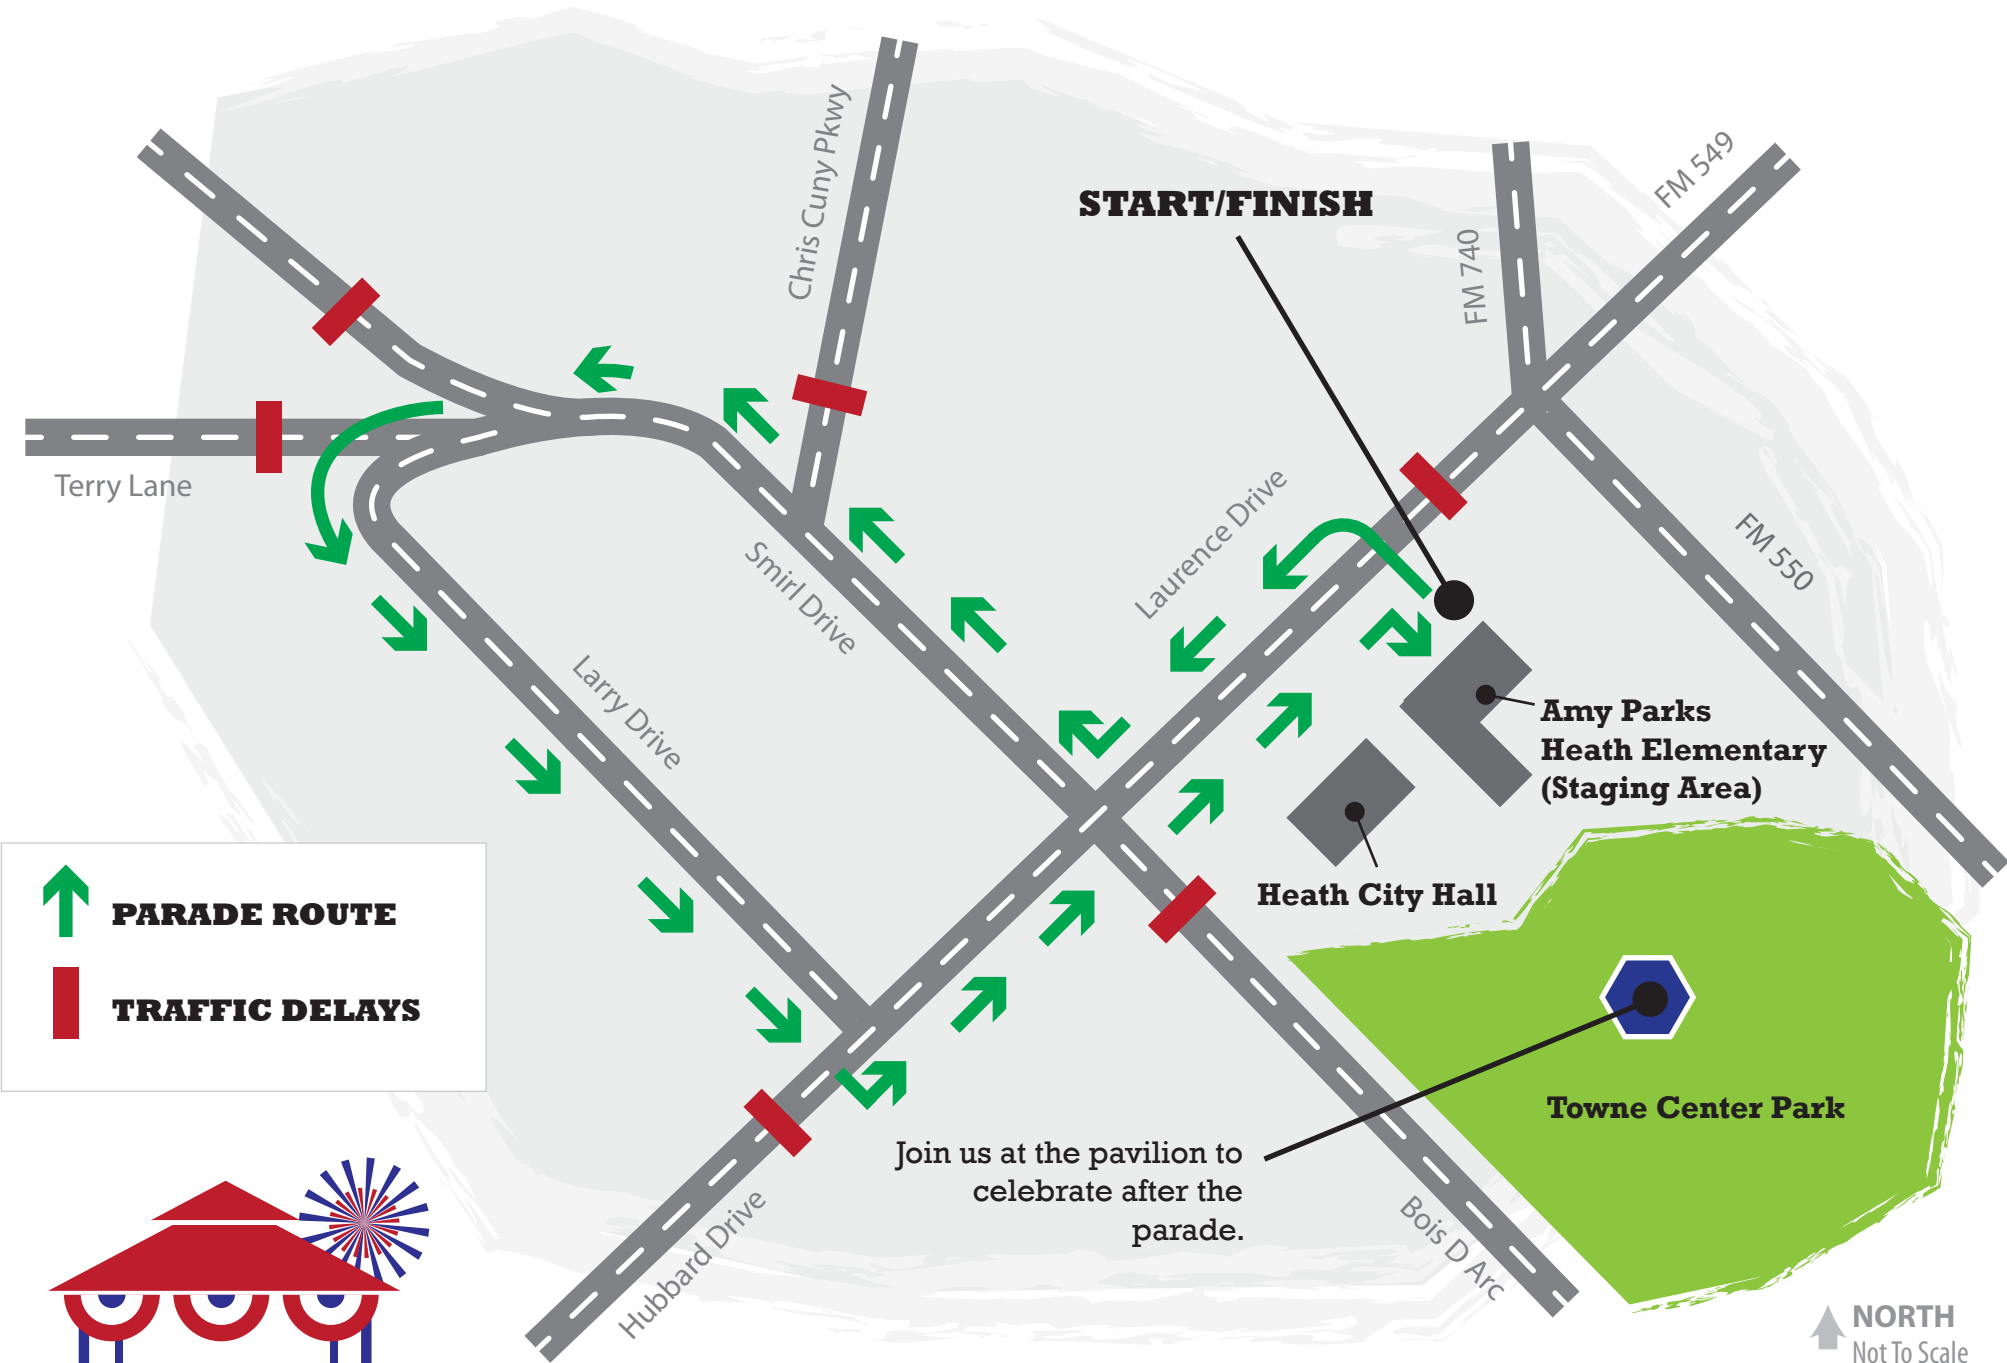 Chris Cuny Pkwy
START/FINISH
FM 740
FM 549
Terry Lane
Smirl Drive
Laurence Drive
FM 550
Larry Drive
Amy Parks
Heath Elementary
(Staging Area)
Heath City Hall
PARADE ROUTE
TRAFFIC DELAYS
Towne Center Park
Join us at the pavilion to
celebrate after the
parade.
Hubbard Drive
Bois D Arc
NORTH
Not To Scale